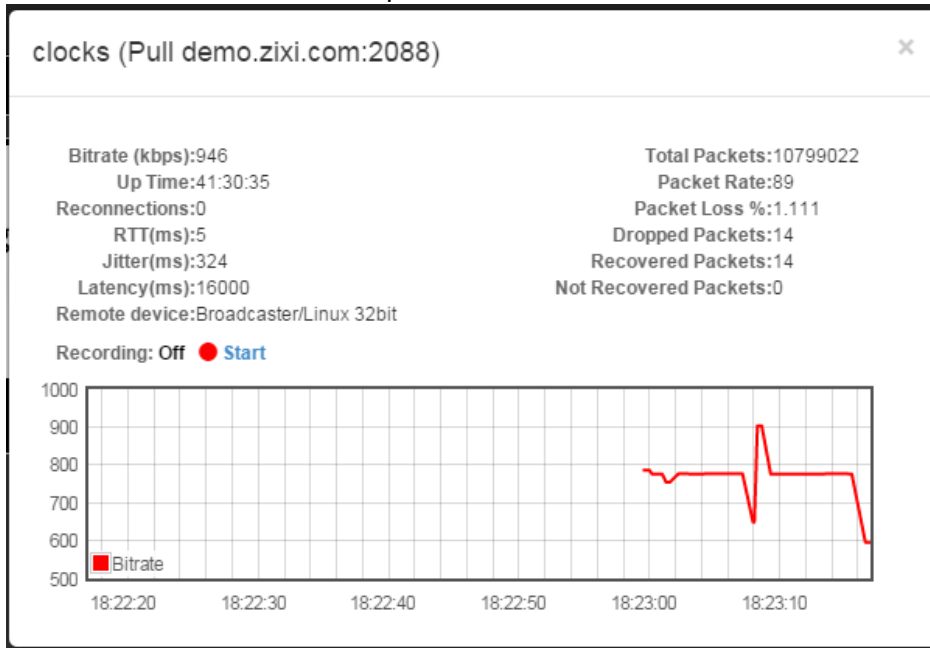 clocks (Pull demo.zixi.com:2088)
×
Bitrate (kbps):946
Up Time:41:30:35
Reconnections:0
RTT(ms):5
Jitter(ms):324
Latency(ms):16000
Remote device:Broadcaster/Linux 32bit
Total Packets:10799022
Packet Rate:89
Packet Loss %:1.111
Dropped Packets:14
Recovered Packets:14
Not Recovered Packets:0
Recording: Off Start
1000
900
800
700
600
500
Bitrate
18:22:20 18:22:30 18:22:40 18:22:50 18:23:00 18:23:10